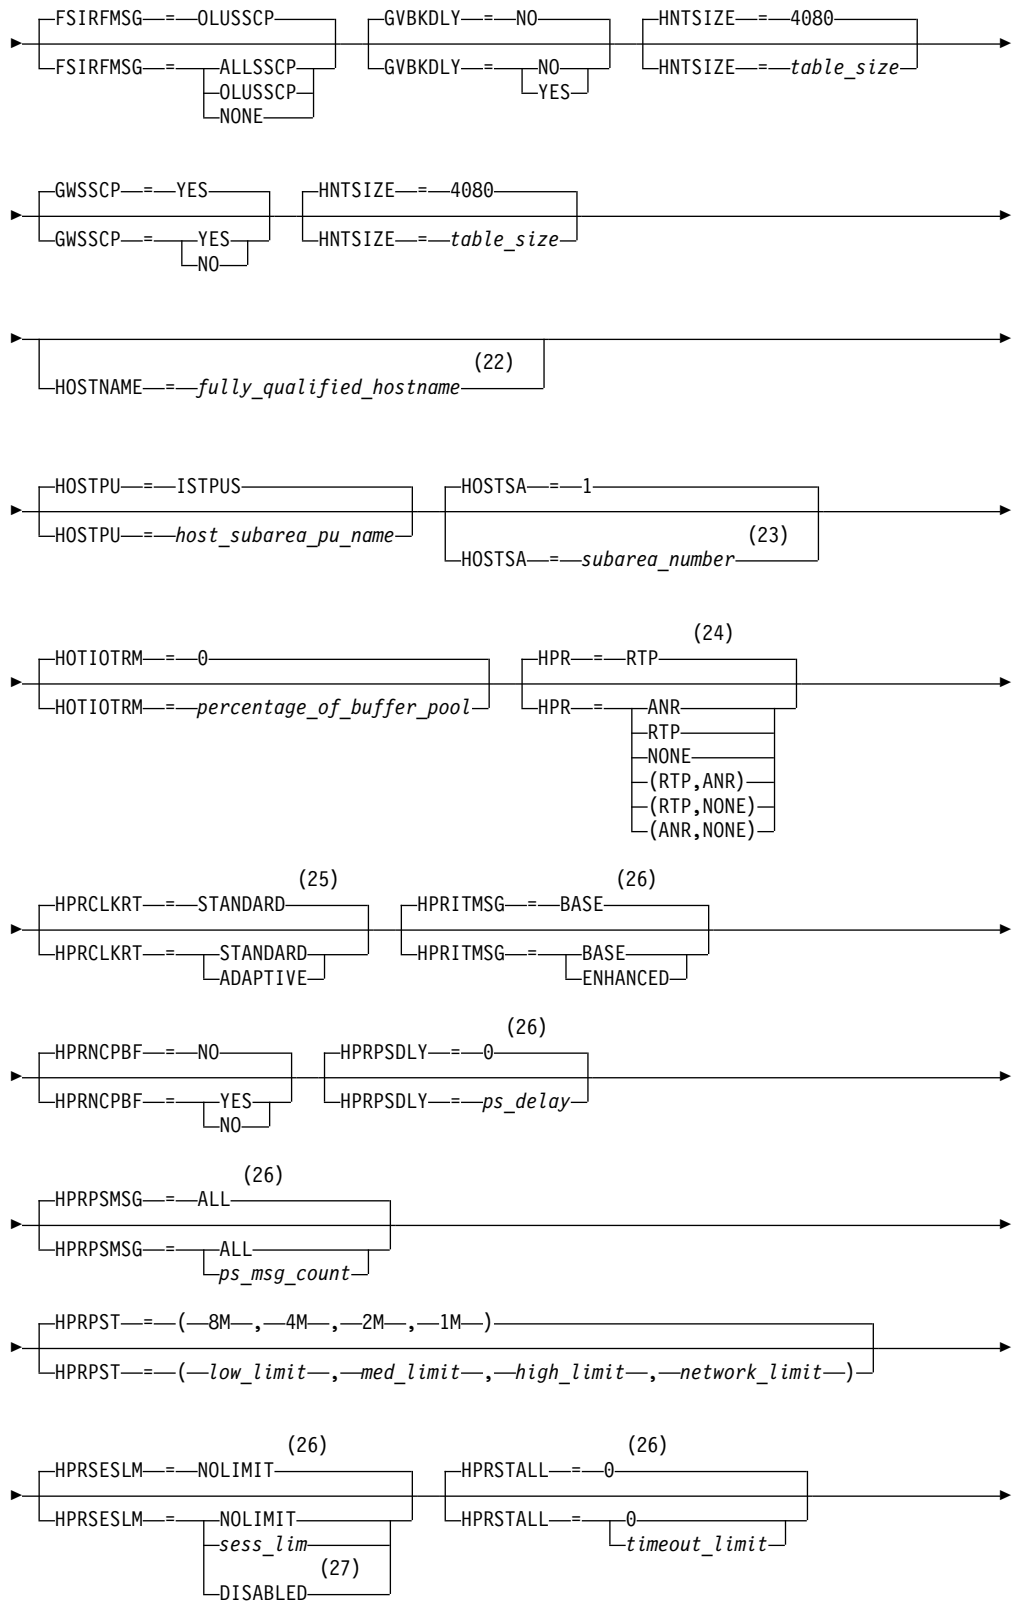 FSIRFMSG = OLUSSCP GVBKDLY = NO HNTSIZE = 4080
FSIRFMSG = ALLSSCP GVBKDLY = NO HNTSIZE = table_size
OLUSSCP YES
NONE
GWSSCP = YES HNTSIZE = 4080
GWSSCP = YES HNTSIZE = table_size
NO
(22)
HOSTNAME = fully_qualified_hostname
HOSTPU = ISTPUS HOSTSA = 1
HOSTPU = host_subarea_pu_name (23)
HOSTSA = subarea_number
(24)
HOTIOTRM = 0 HPR = RTP
HOTIOTRM = percentage_of_buffer_pool HPR = ANR
RTP
NONE
(RTP,ANR)
(RTP,NONE)
(ANR,NONE)
(25) (26)
HPRCLKRT = STANDARD HPRITMSG = BASE
HPRCLKRT = STANDARD HPRITMSG = BASE
ADAPTIVE ENHANCED
(26)
HPRNCPBF = NO HPRPSDLY = 0
HPRNCPBF = YES HPRPSDLY = ps_delay
NO
(26)
HPRPSMSG = ALL
HPRPSMSG = ALL
ps_msg_count
HPRPST = ( 8M , 4M , 2M , 1M )
HPRPST = ( low_limit , med_limit , high_limit , network_limit )
(26) (26)
HPRSESLM = NOLIMIT HPRSTALL = 0
HPRSESLM = NOLIMIT HPRSTALL = 0
sess_lim timeout_limit
(27)
DISABLED